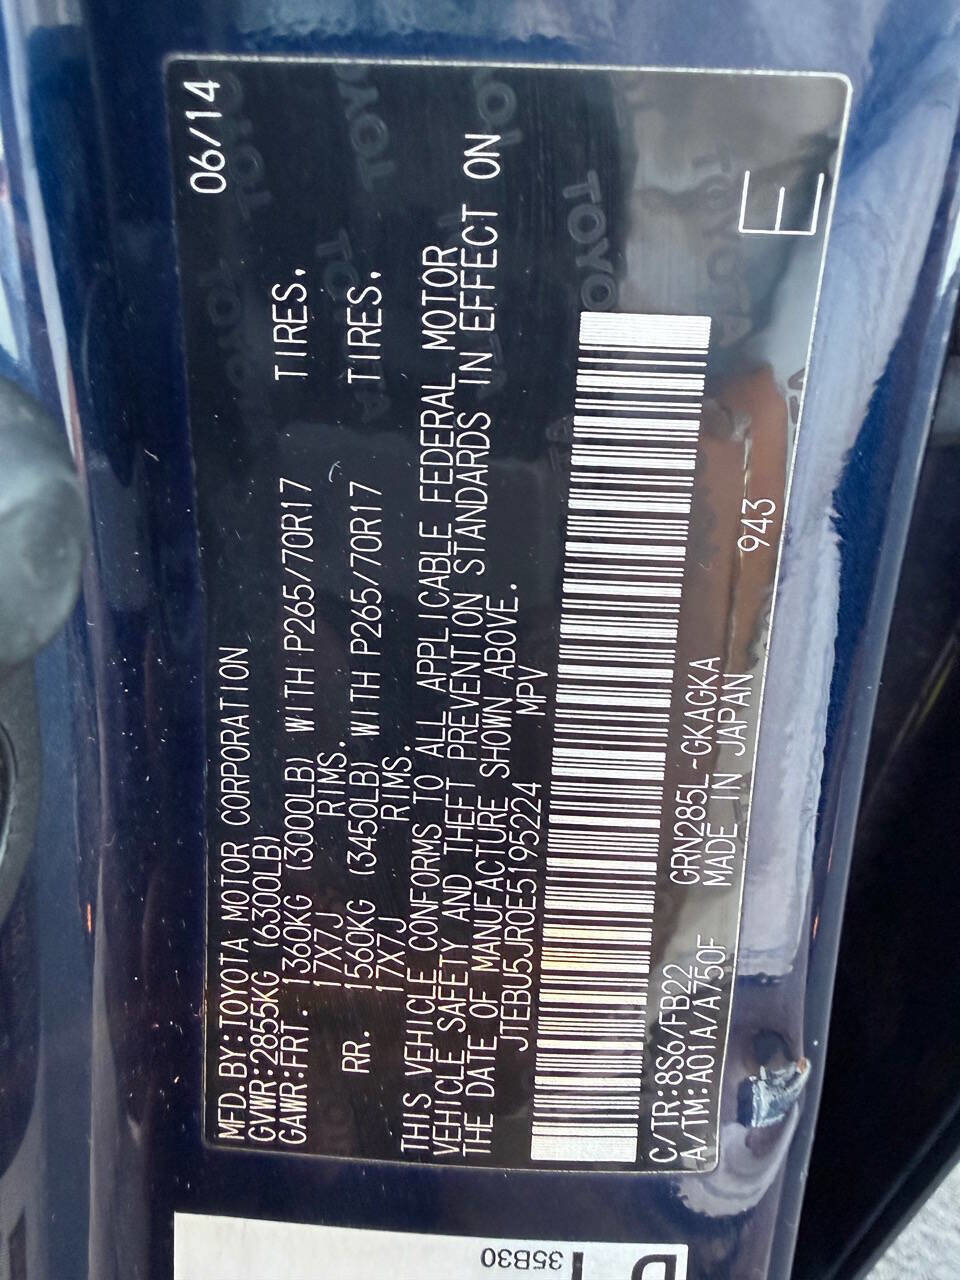 MFD.BY:TOYOTA MOTOR CORPORATION 06/14
GVWR:2855KG (6300LB)
GAWR:FRT. 1360KG (3000LB) WITH P265/70R17 TIRES.
17X7J RIMS.
RR. 1560KG (3450LB) WITH P265/70R17 TIRES.
17X7J RIMS.
THIS VEHICLE CONFORMS TO ALL APPLICABLE FEDERAL MOTOR
VEHICLE SAFETY AND THEFT PREVENTION STANDARDS IN EFFECT ON
THE DATE OF MANUFACTURE SHOWN ABOVE.
JTEBU5JR0E5195224 MPV
C/TR:8S6/FB22 GRN285L-GKAGKA
A/TM:A01A/A750F MADE IN JAPAN 943 E
35B30